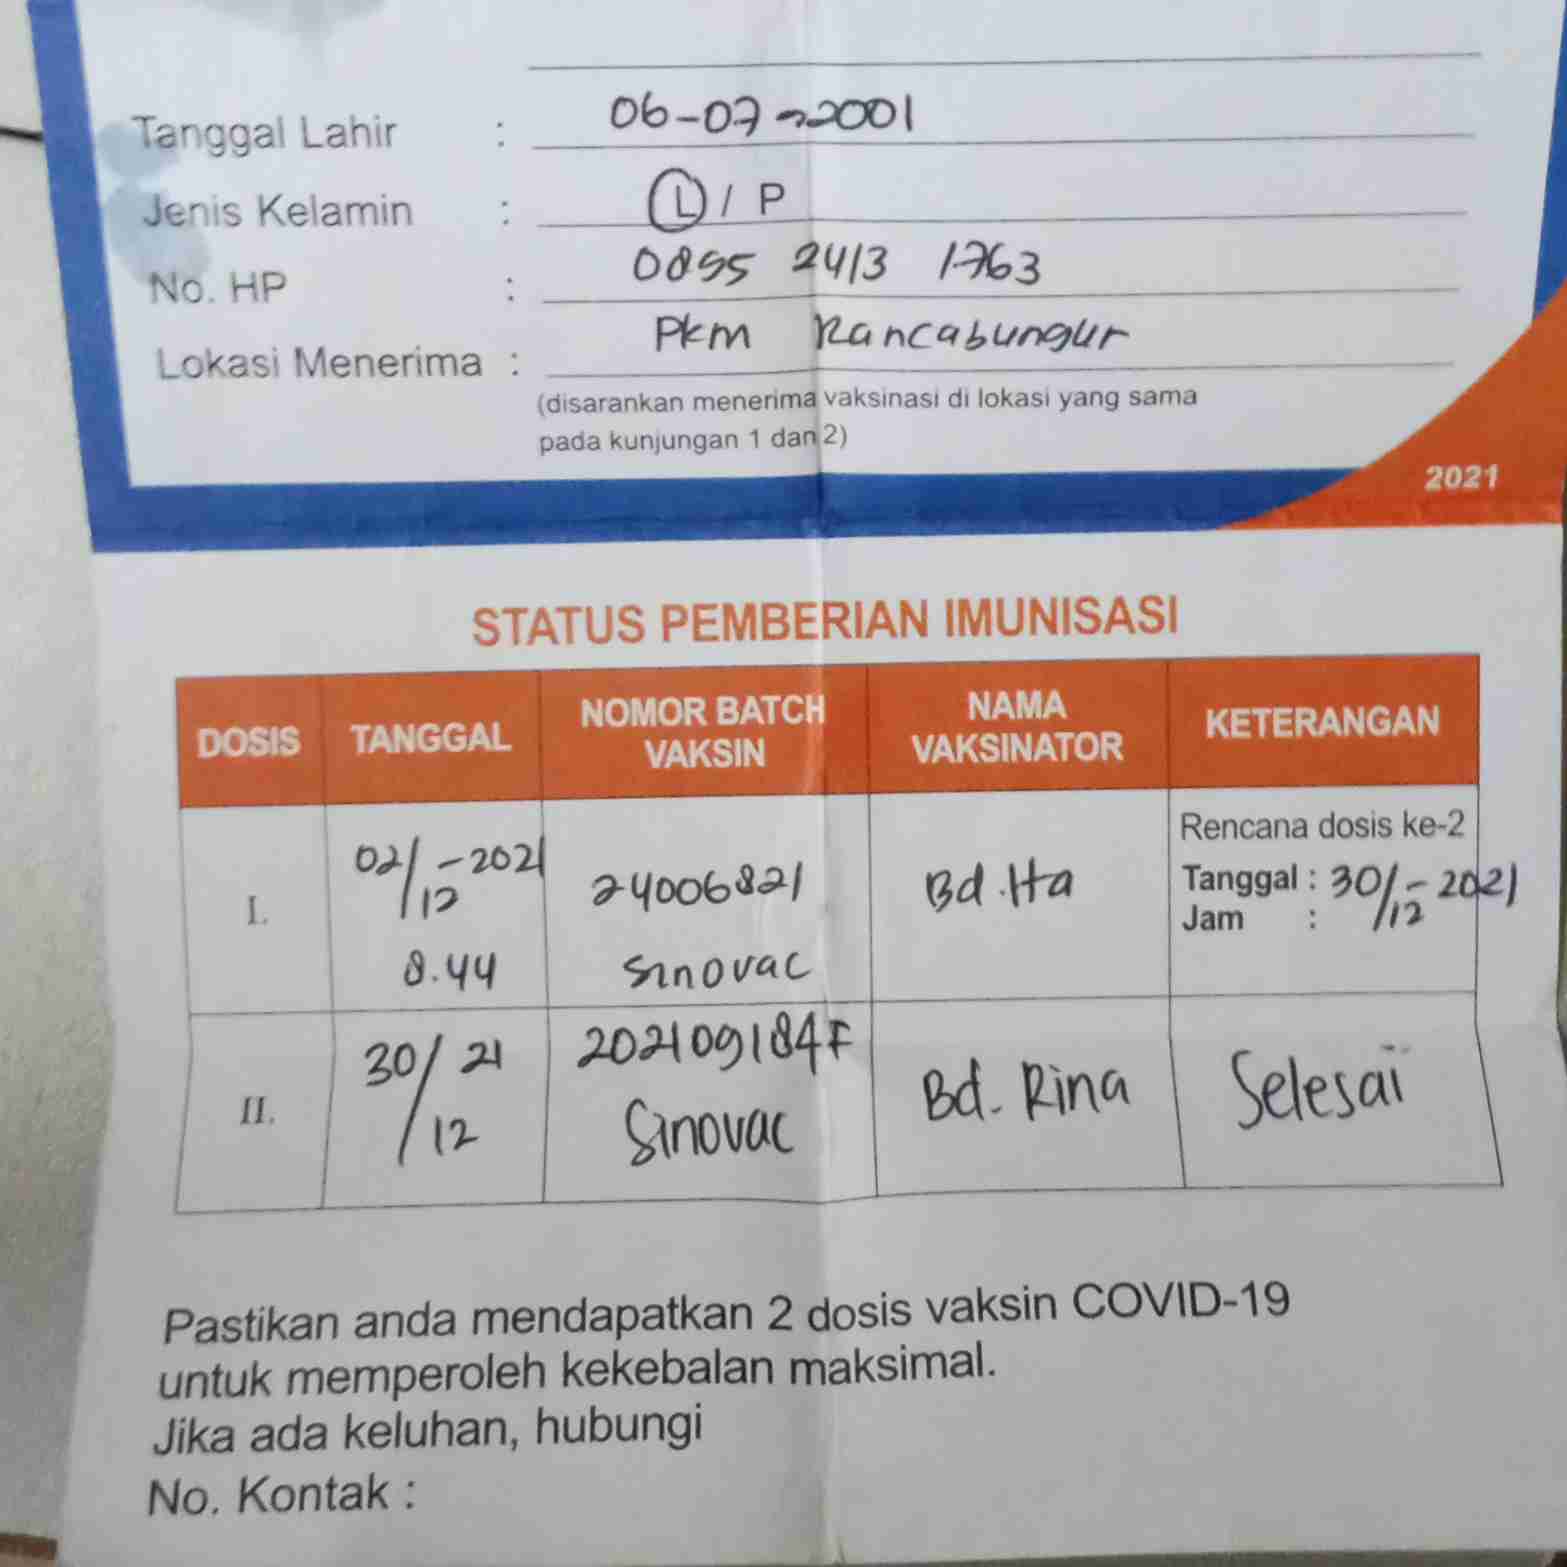 Tanggal Lahir : 06-07-2001
Jenis Kelamin : L / P
No. HP : 0895 2413 1763
Lokasi Menerima : Pkm Rancabungur
(disarankan menerima vaksinasi di lokasi yang sama
pada kunjungan 1 dan 2)
2021
STATUS PEMBERIAN IMUNISASI
DOSIS TANGGAL NOMOR BATCH VAKSIN NAMA VAKSINATOR KETERANGAN
I. 02/12-2021 8.44 24006821 Sinovac Bd. Ita Rencana dosis ke-2
Tanggal : 30/12-2021
Jam :
II. 30/12 21 202109184F Sinovac Bd. Rina Selesai
Pastikan anda mendapatkan 2 dosis vaksin COVID-19
untuk memperoleh kekebalan maksimal.
Jika ada keluhan, hubungi
No. Kontak :